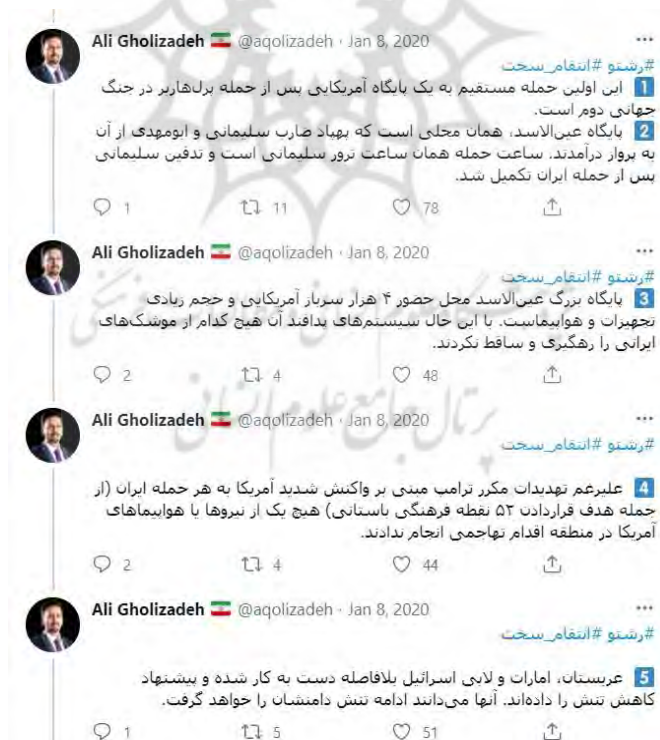 Ali Gholizadeh 🇮🇷 @aqolizadeh · Jan 8, 2020
#رشتو #انتقام_سخت
1 این اولین حمله مستقیم به یک پایگاه آمریکایی پس از حمله پرل‌هاربر در جنگ
جهانی دوم است.
2 پایگاه عین‌الاسد، همان محلی است که پهپاد ضارب سلیمانی و ابومهدی از آن
به پرواز درآمدند. ساعت حمله همان ساعت ترور سلیمانی است و تدفین سلیمانی
پس از حمله ایران تکمیل شد.
1 11 78
Ali Gholizadeh 🇮🇷 @aqolizadeh · Jan 8, 2020
#رشتو #انتقام_سخت
3 پایگاه بزرگ عین‌الاسد محل حضور ۴ هزار سرباز آمریکایی و حجم زیادی
تجهیزات و هواپیماست. با این حال سیستم‌های پدافند آن هیچ کدام از موشک‌های
ایرانی را رهگیری و ساقط نکردند.
2 4 48
Ali Gholizadeh 🇮🇷 @aqolizadeh · Jan 8, 2020
#رشتو #انتقام_سخت
4 علیرغم تهدیدات مکرر ترامپ مبنی بر واکنش شدید آمریکا به هر حمله ایران (از
جمله هدف قراردادن ۵۲ نقطه فرهنگی باستانی) هیچ یک از نیروها یا هواپیماهای
آمریکا در منطقه اقدام تهاجمی انجام ندادند.
2 4 44
Ali Gholizadeh 🇮🇷 @aqolizadeh · Jan 8, 2020
#رشتو #انتقام_سخت
5 عربستان، امارات و لابی اسرائیل بلافاصله دست به کار شده و پیشنهاد
کاهش تنش را داده‌اند. آنها می‌دانند ادامه تنش دامنشان را خواهد گرفت.
1 5 51
پژوهشگاه علوم انسانی و مطالعات فرهنگی
پرتال جامع علوم انسانی